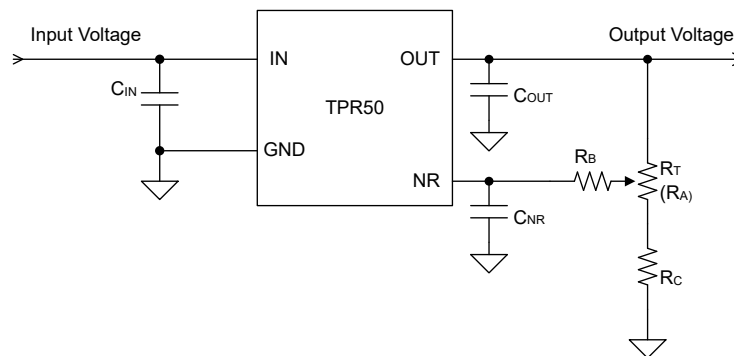 Input Voltage
Output Voltage
IN
OUT
CIN
COUT
TPR50
GND
RB
RT
NR
(RA)
CNR
RC